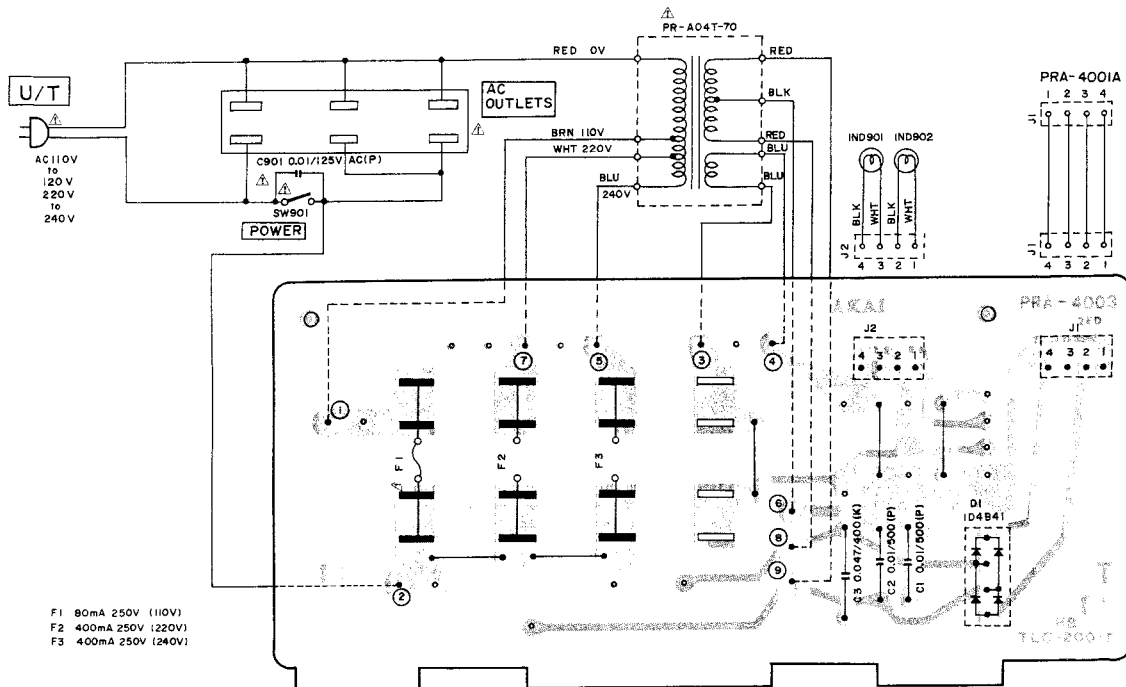 PR-A04T-70
RED 0V
RED
U/T
AC OUTLETS
BLK
PRA-4001A
1 2 3 4
J1
AC110V
to
120V
220V
to
240V
BRN 110V
WHT 220V
RED
BLU
IND901 IND902
C901 0.01/125V AC(P)
BLU
240V
BLU
SW901
POWER
BLK
WHT
BLK
WHT
J2
4 3 2 1
J1
4 3 2 1
AKAI
PRA-4003
J2
J1
4 3 2 1
4 3 2 1
7
5
3
4
1
F1
F2
F3
6
8
9
2
C3 0.047/400(K)
C2 0.01/500(P)
C1 0.01/500(P)
D1
1D4B41
F1 80mA 250V (110V)
F2 400mA 250V (220V)
F3 400mA 250V (240V)
HB